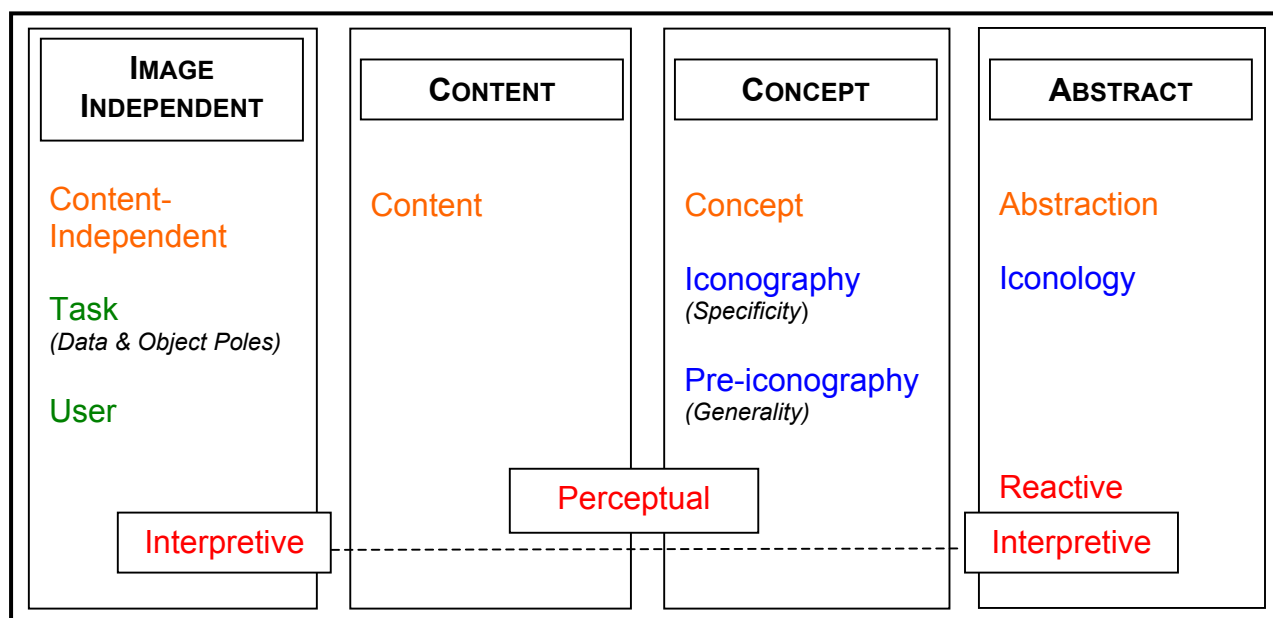 IMAGE
INDEPENDENT
Content-
Independent
Task
(Data & Object Poles)
User
Interpretive
CONTENT
Content
Perceptual
CONCEPT
Concept
Iconography
(Specificity)
Pre-iconography
(Generality)
ABSTRACT
Abstraction
Iconology
Reactive
Interpretive